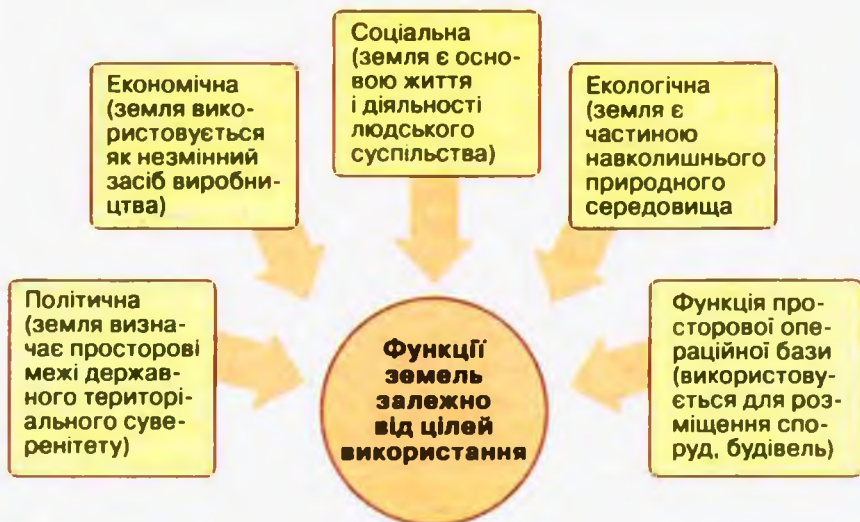 Соціальна
(земля є осно-
вою життя
і діяльності
людського
суспільства)
Економічна
(земля вико-
ристовується
як незмінний
засіб виробни-
цтва)
Екологічна
(земля є
частиною
навколишнього
природного
середовища
Політична
(земля визна-
чає просторові
межі держав-
ного територі-
ального суве-
ренітету)
Функції
земель
залежно
від цілей
використання
Функція про-
сторової опе-
раційної бази
(використову-
ється для роз-
міщення спо-
руд, будівель)